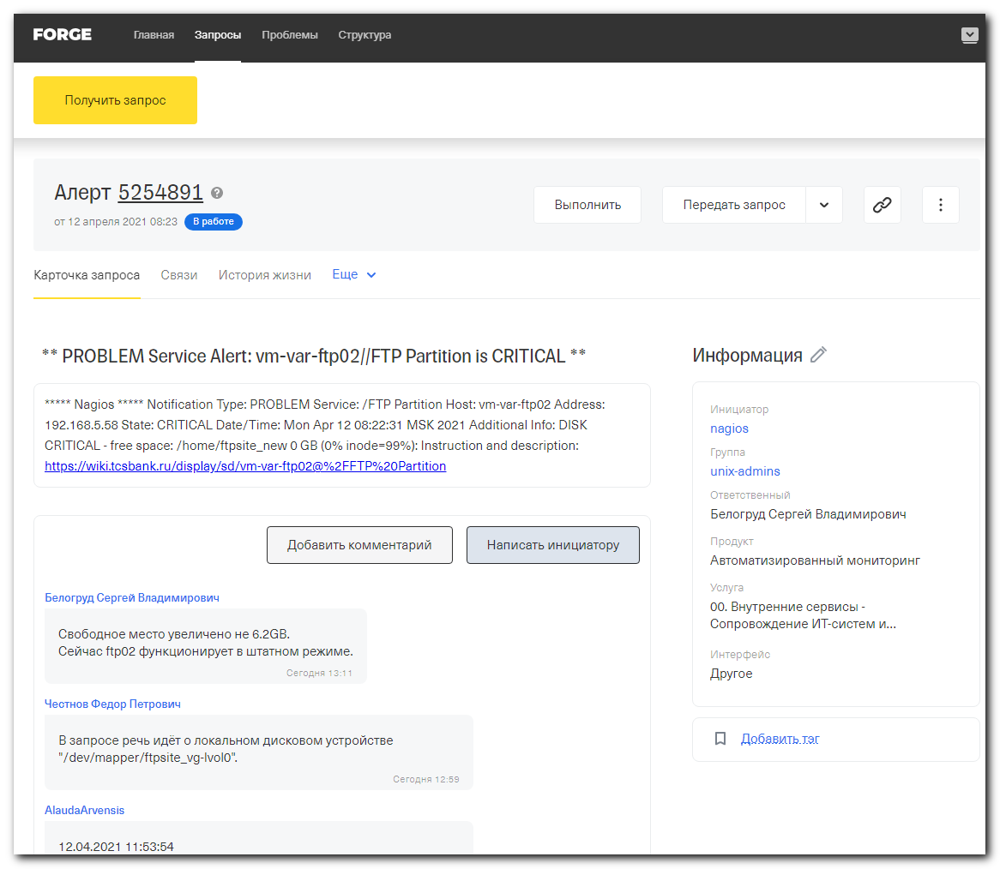 FORGE
Главная Запросы Проблемы Структура
Получить запрос
Алерт 5254891 ?
от 12 апреля 2021 08:23 В работе
Выполнить
Передать запрос
Карточка запроса Связи История жизни Еще
** PROBLEM Service Alert: vm-var-ftp02//FTP Partition is CRITICAL **
***** Nagios ***** Notification Type: PROBLEM Service: /FTP Partition Host: vm-var-ftp02 Address:
192.168.5.58 State: CRITICAL Date/Time: Mon Apr 12 08:22:31 MSK 2021 Additional Info: DISK
CRITICAL - free space: /home/ftpsite_new 0 GB (0% inode=99%): Instruction and description:
https://wiki.tcsbank.ru/display/sd/vm-var-ftp02@%2FFTP%20Partition
Добавить комментарий
Написать инициатору
Белогруд Сергей Владимирович
Свободное место увеличено не 6.2GB.
Сейчас ftp02 функционирует в штатном режиме.
Сегодня 13:11
Честнов Федор Петрович
В запросе речь идёт о локальном дисковом устройстве
"/dev/mapper/ftpsite_vg-lvol0".
Сегодня 12:59
AlaudaArvensis
12.04.2021 11:53:54
Информация
Инициатор
nagios
Группа
unix-admins
Ответственный
Белогруд Сергей Владимирович
Продукт
Автоматизированный мониторинг
Услуга
00. Внутренние сервисы -
Сопровождение ИТ-систем и...
Интерфейс
Другое
Добавить тэг